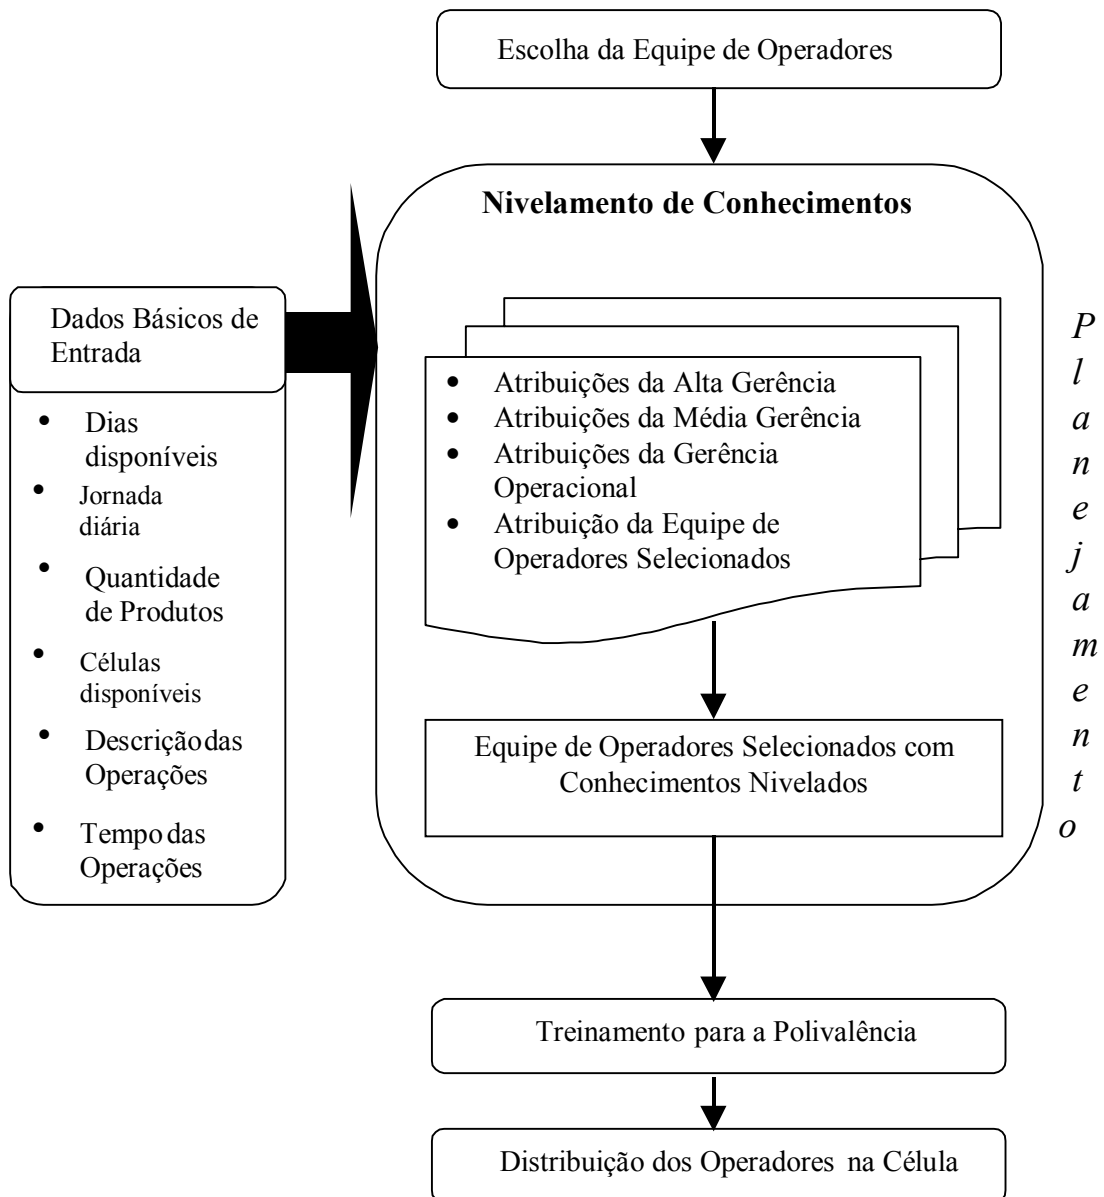 Escolha da Equipe de Operadores
Nivelamento de Conhecimentos
Dados Básicos de
Entrada
• Dias
disponíveis
• Jornada
diária
• Quantidade
de Produtos
• Células
disponíveis
• Descrição das
Operações
• Tempo das
Operações
• Atribuições da Alta Gerência
• Atribuições da Média Gerência
• Atribuições da Gerência
Operacional
• Atribuição da Equipe de
Operadores Selecionados
Equipe de Operadores Selecionados com
Conhecimentos Nivelados
Planejamento
Treinamento para a Polivalência
Distribuição dos Operadores na Célula